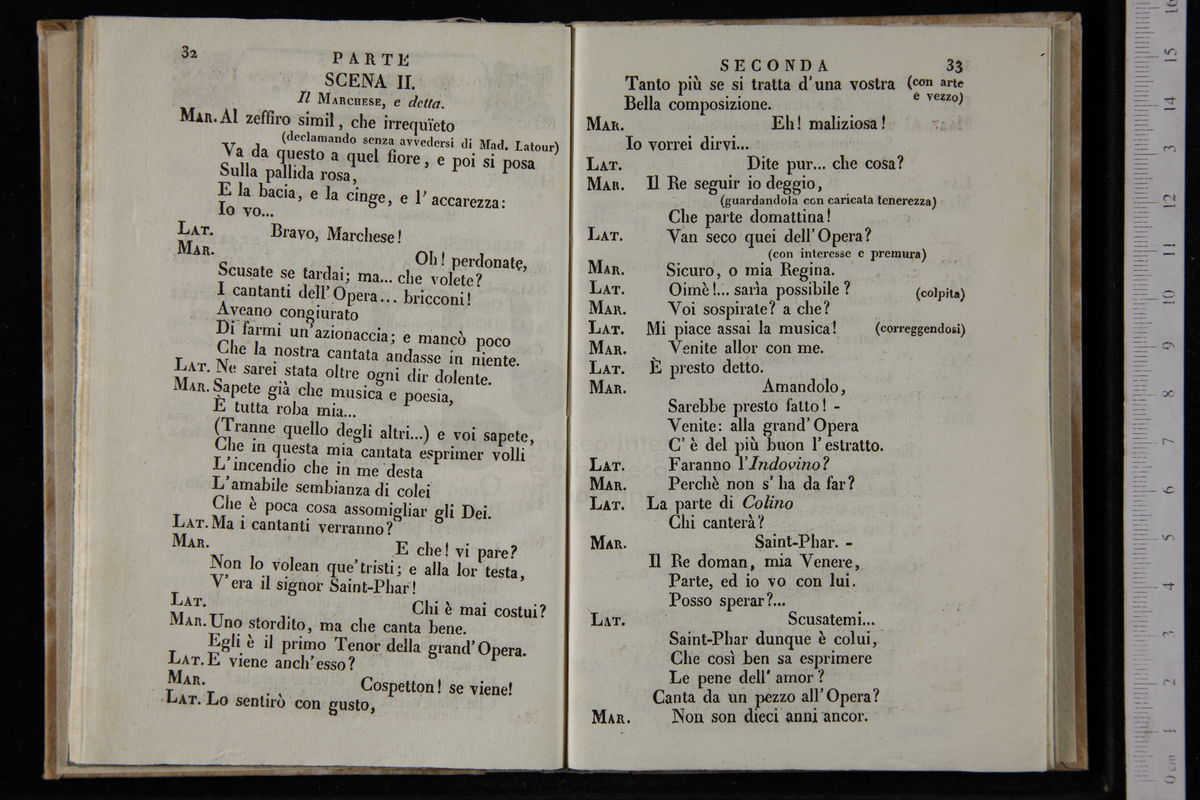 32
PARTE
SCENA II.
Il MARCHESE, e detta.
MAR. Al zeffiro simil, che irrequïeto
(declamando senza avvedersi di Mad. Latour)
Va da questo a quel fiore, e poi si posa
Sulla pallida rosa,
E la bacia, e la cinge, e l'accarezza:
Io vo...
LAT. Bravo, Marchese!
MAR. Oh! perdonate,
Scusate se tardai; ma... che volete?
I cantanti dell'Opera... bricconi!
Aveano congiurato
Di farmi un'azionaccia; e mancò poco
Che la nostra cantata andasse in niente.
LAT. Ne sarei stata oltre ogni dir dolente.
MAR. Sapete già che musica e poesia,
È tutta roba mia...
(Tranne quello degli altri...) e voi sapete,
Che in questa mia cantata esprimer volli
L'incendio che in me desta
L'amabile sembianza di colei
Che è poca cosa assomigliar gli Dei.
LAT. Ma i cantanti verranno?
MAR. E che! vi pare?
Non lo volean que'tristi; e alla lor testa,
V'era il signor Saint-Phar!
LAT. Chi è mai costui?
MAR. Uno stordito, ma che canta bene.
Egli è il primo Tenor della grand'Opera.
LAT. E viene anch'esso?
MAR. Cospetton! se viene!
LAT. Lo sentirò con gusto,
SECONDA
33
Tanto più se si tratta d'una vostra (con arte
Bella composizione. e vezzo)
MAR. Eh! maliziosa!
Io vorrei dirvi...
LAT. Dite pur... che cosa?
MAR. Il Re seguir io deggio,
(guardandola con caricata tenerezza)
Che parte domattina!
LAT. Van seco quei dell'Opera?
(con interesse e premura)
MAR. Sicuro, o mia Regina.
LAT. Oimè!... sarìa possibile? (colpita)
MAR. Voi sospirate? a che?
LAT. Mi piace assai la musica! (correggendosi)
MAR. Venite allor con me.
LAT. È presto detto.
MAR. Amandolo,
Sarebbe presto fatto! -
Venite: alla grand'Opera
C'è del più buon l'estratto.
LAT. Faranno l'Indovino?
MAR. Perchè non s'ha da far?
LAT. La parte di Colino
Chi canterà?
MAR. Saint-Phar. -
Il Re doman, mia Venere,
Parte, ed io vo con lui.
Posso sperar?...
LAT. Scusatemi...
Saint-Phar dunque è colui,
Che così ben sa esprimere
Le pene dell'amor?
Canta da un pezzo all'Opera?
MAR. Non son dieci anni ancor.